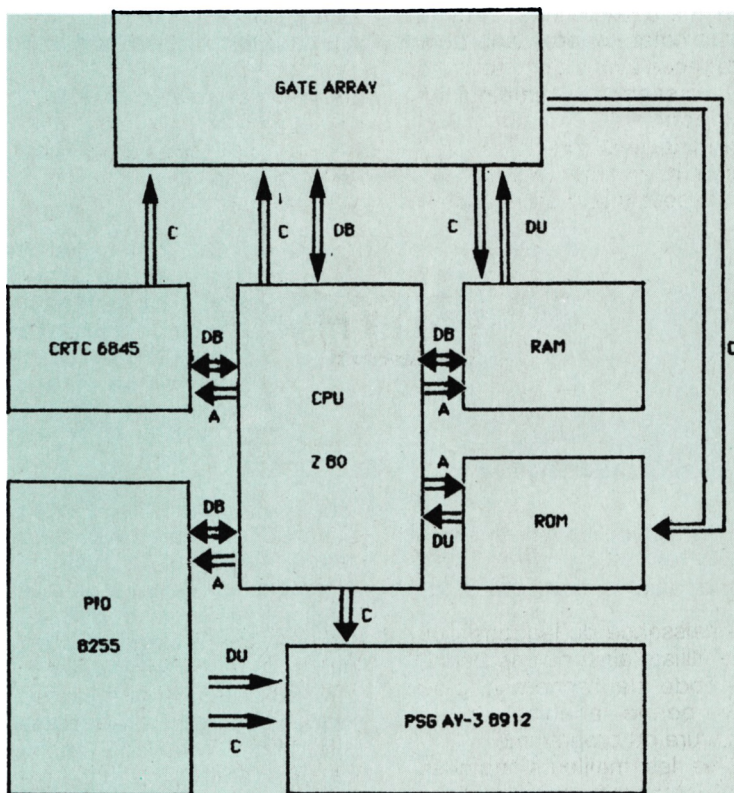 GATE ARRAY
C
C
DB
C
DU
CRTC 6845
DB
A
CPU
Z 80
DB
A
RAM
C
A
DU
ROM
DB
A
PIO
8255
C
DU
C
PSG AY-3 8912